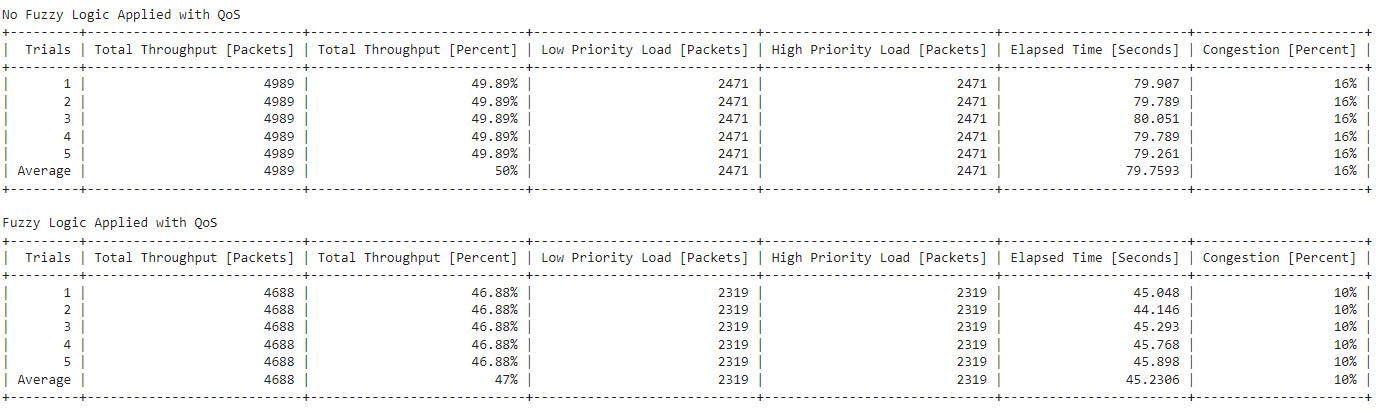 No Fuzzy Logic Applied with QoS
+---------+----------------------------+----------------------------+-----------------------------+------------------------------+------------------------+----------------------+
| Trials | Total Throughput [Packets] | Total Throughput [Percent] | Low Priority Load [Packets] | High Priority Load [Packets] | Elapsed Time [Seconds] | Congestion [Percent] |
+---------+----------------------------+----------------------------+-----------------------------+------------------------------+------------------------+----------------------+
| 1 | 4989 | 49.89% | 2471 | 2471 | 79.907 | 16% |
| 2 | 4989 | 49.89% | 2471 | 2471 | 79.789 | 16% |
| 3 | 4989 | 49.89% | 2471 | 2471 | 80.051 | 16% |
| 4 | 4989 | 49.89% | 2471 | 2471 | 79.789 | 16% |
| 5 | 4989 | 49.89% | 2471 | 2471 | 79.261 | 16% |
| Average | 4989 | 50% | 2471 | 2471 | 79.7593 | 16% |
+---------+----------------------------+----------------------------+-----------------------------+------------------------------+------------------------+----------------------+
Fuzzy Logic Applied with QoS
+---------+----------------------------+----------------------------+-----------------------------+------------------------------+------------------------+----------------------+
| Trials | Total Throughput [Packets] | Total Throughput [Percent] | Low Priority Load [Packets] | High Priority Load [Packets] | Elapsed Time [Seconds] | Congestion [Percent] |
+---------+----------------------------+----------------------------+-----------------------------+------------------------------+------------------------+----------------------+
| 1 | 4688 | 46.88% | 2319 | 2319 | 45.048 | 10% |
| 2 | 4688 | 46.88% | 2319 | 2319 | 44.146 | 10% |
| 3 | 4688 | 46.88% | 2319 | 2319 | 45.293 | 10% |
| 4 | 4688 | 46.88% | 2319 | 2319 | 45.768 | 10% |
| 5 | 4688 | 46.88% | 2319 | 2319 | 45.898 | 10% |
| Average | 4688 | 47% | 2319 | 2319 | 45.2306 | 10% |
+---------+----------------------------+----------------------------+-----------------------------+------------------------------+------------------------+----------------------+